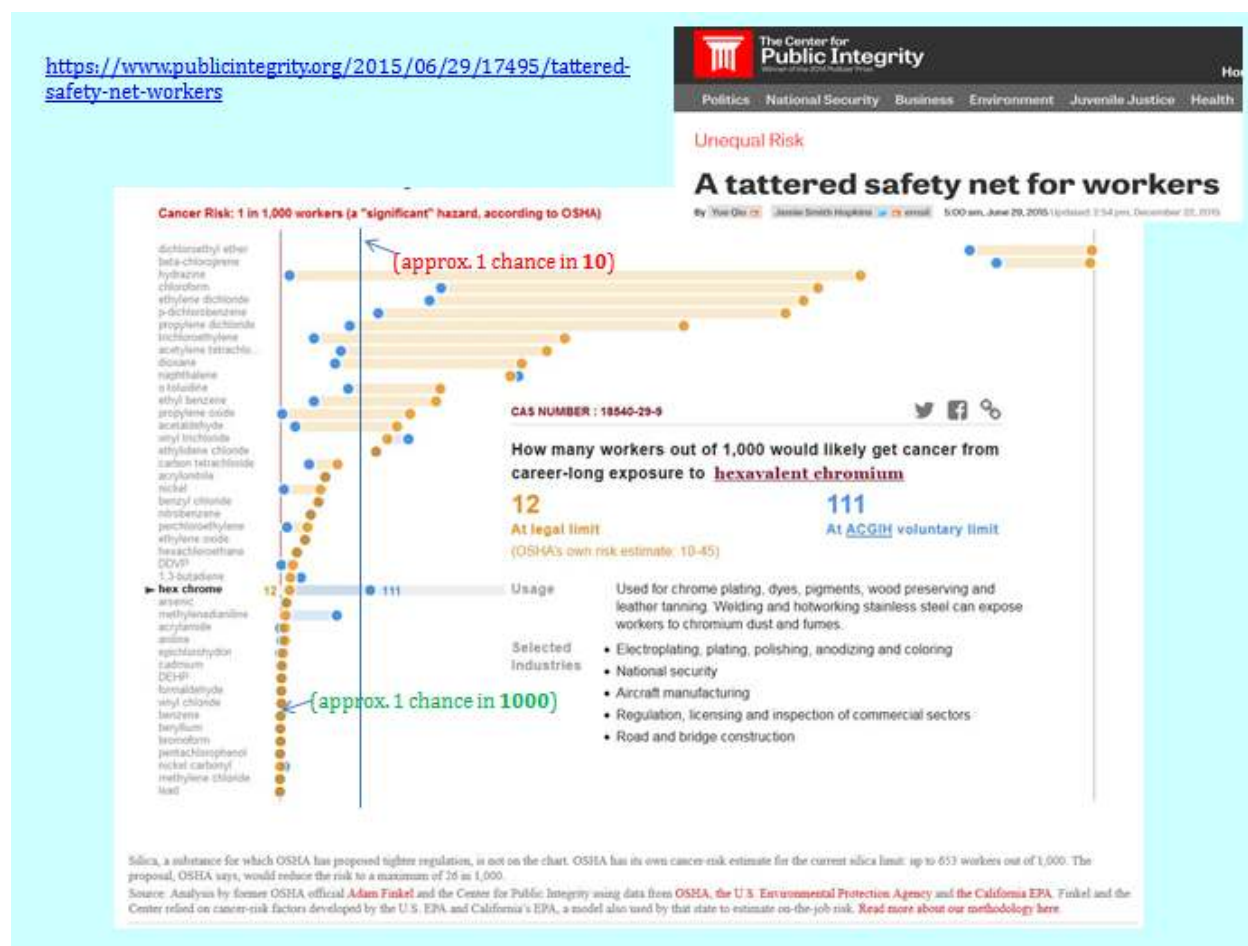 https://www.publicintegrity.org/2015/06/29/17495/tattered-
safety-net-workers
The Center for
Public Integrity
Politics National Security Business Environment Juvenile Justice Health
Unequal Risk
A tattered safety net for workers
5:00 am, June 29, 2015 Updated: 2:54 pm, December 22, 2015
Cancer Risk: 1 in 1,000 workers (a "significant" hazard, according to OSHA)
(approx. 1 chance in 10)
dichloroethyl ether
beta-chloroprene
hydrazine
chloroform
ethylene dichloride
p-dichlorobenzene
propylene dichloride
trichloroethylene
acetylene tetrachlo...
dioxane
naphthalene
o-toluidine
ethyl benzene
propylene oxide
acetaldehyde
vinyl trichloride
ethylidene chloride
carbon tetrachloride
acrylonitrile
nickel
benzyl chloride
nitrobenzene
perchloroethylene
ethylene oxide
hexachloroethane
DDVP
1,3-butadiene
hex chrome 12 111
arsenic
methylenedianiline
acrylamide
aniline
epichlorohydrin
cadmium
DEHP
formaldehyde
vinyl chloride
benzene
beryllium
bromoform
pentachlorophenol
nickel carbonyl
methylene chloride
lead
(approx. 1 chance in 1000)
CAS NUMBER : 18540-29-9
How many workers out of 1,000 would likely get cancer from
career-long exposure to hexavalent chromium
12 111
At legal limit At ACGIH voluntary limit
(OSHA's own risk estimate: 10-45)
Usage Used for chrome plating, dyes, pigments, wood preserving and
leather tanning. Welding and hotworking stainless steel can expose
workers to chromium dust and fumes.
Selected
Industries
• Electroplating, plating, polishing, anodizing and coloring
• National security
• Aircraft manufacturing
• Regulation, licensing and inspection of commercial sectors
• Road and bridge construction
Silica, a substance for which OSHA has proposed tighter regulation, is not on the chart. OSHA has its own cancer-risk estimate for the current silica limit: up to 653 workers out of 1,000. The
proposal, OSHA says, would reduce the risk to a maximum of 26 in 1,000.
Source: Analysis by former OSHA official Adam Finkel and the Center for Public Integrity using data from OSHA, the U.S. Environmental Protection Agency and the California EPA. Finkel and the
Center relied on cancer-risk factors developed by the U.S. EPA and California's EPA, a model also used by that state to estimate on-the-job risk. Read more about our methodology here.